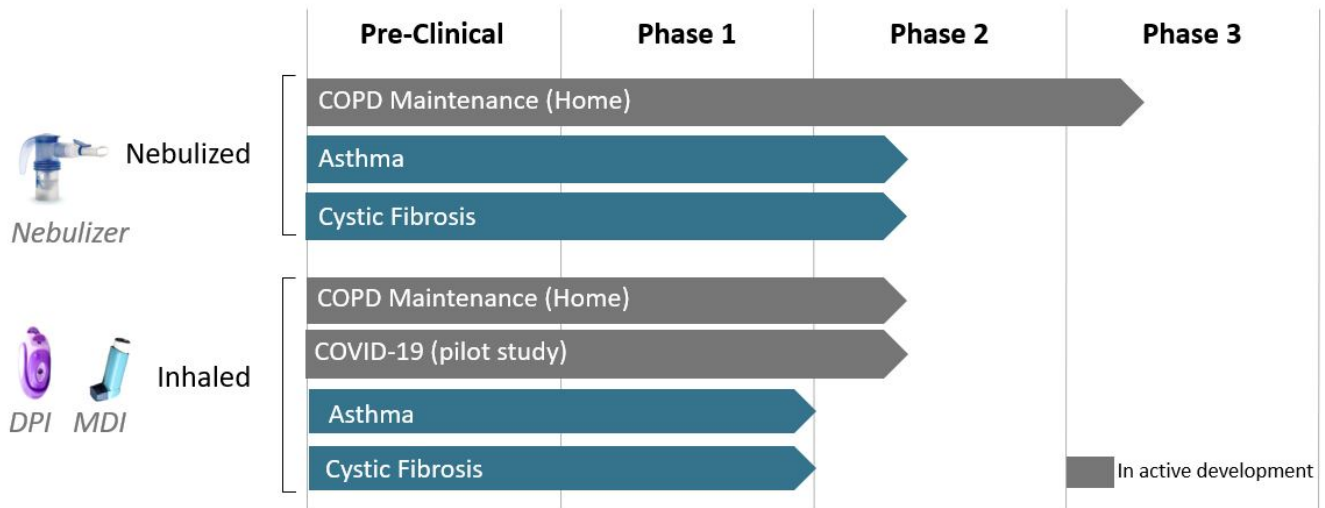 Pre-Clinical
Phase 1
Phase 2
Phase 3
Nebulized
Nebulizer
COPD Maintenance (Home)
Asthma
Cystic Fibrosis
Inhaled
DPI
MDI
COPD Maintenance (Home)
COVID-19 (pilot study)
Asthma
Cystic Fibrosis
In active development